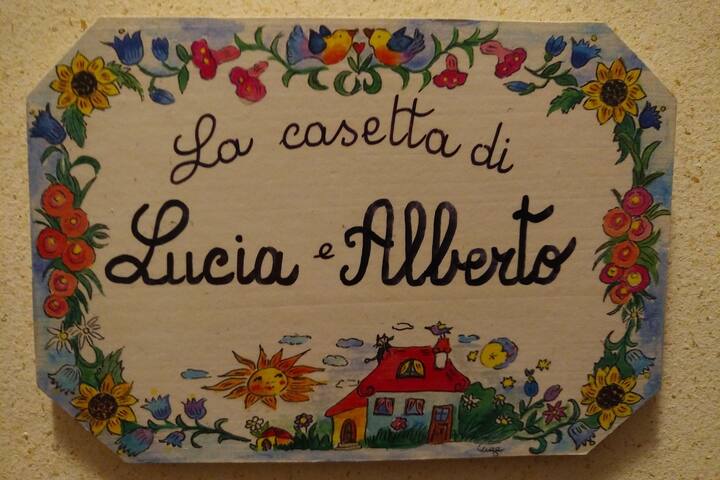 La casetta di
Lucia e Alberto